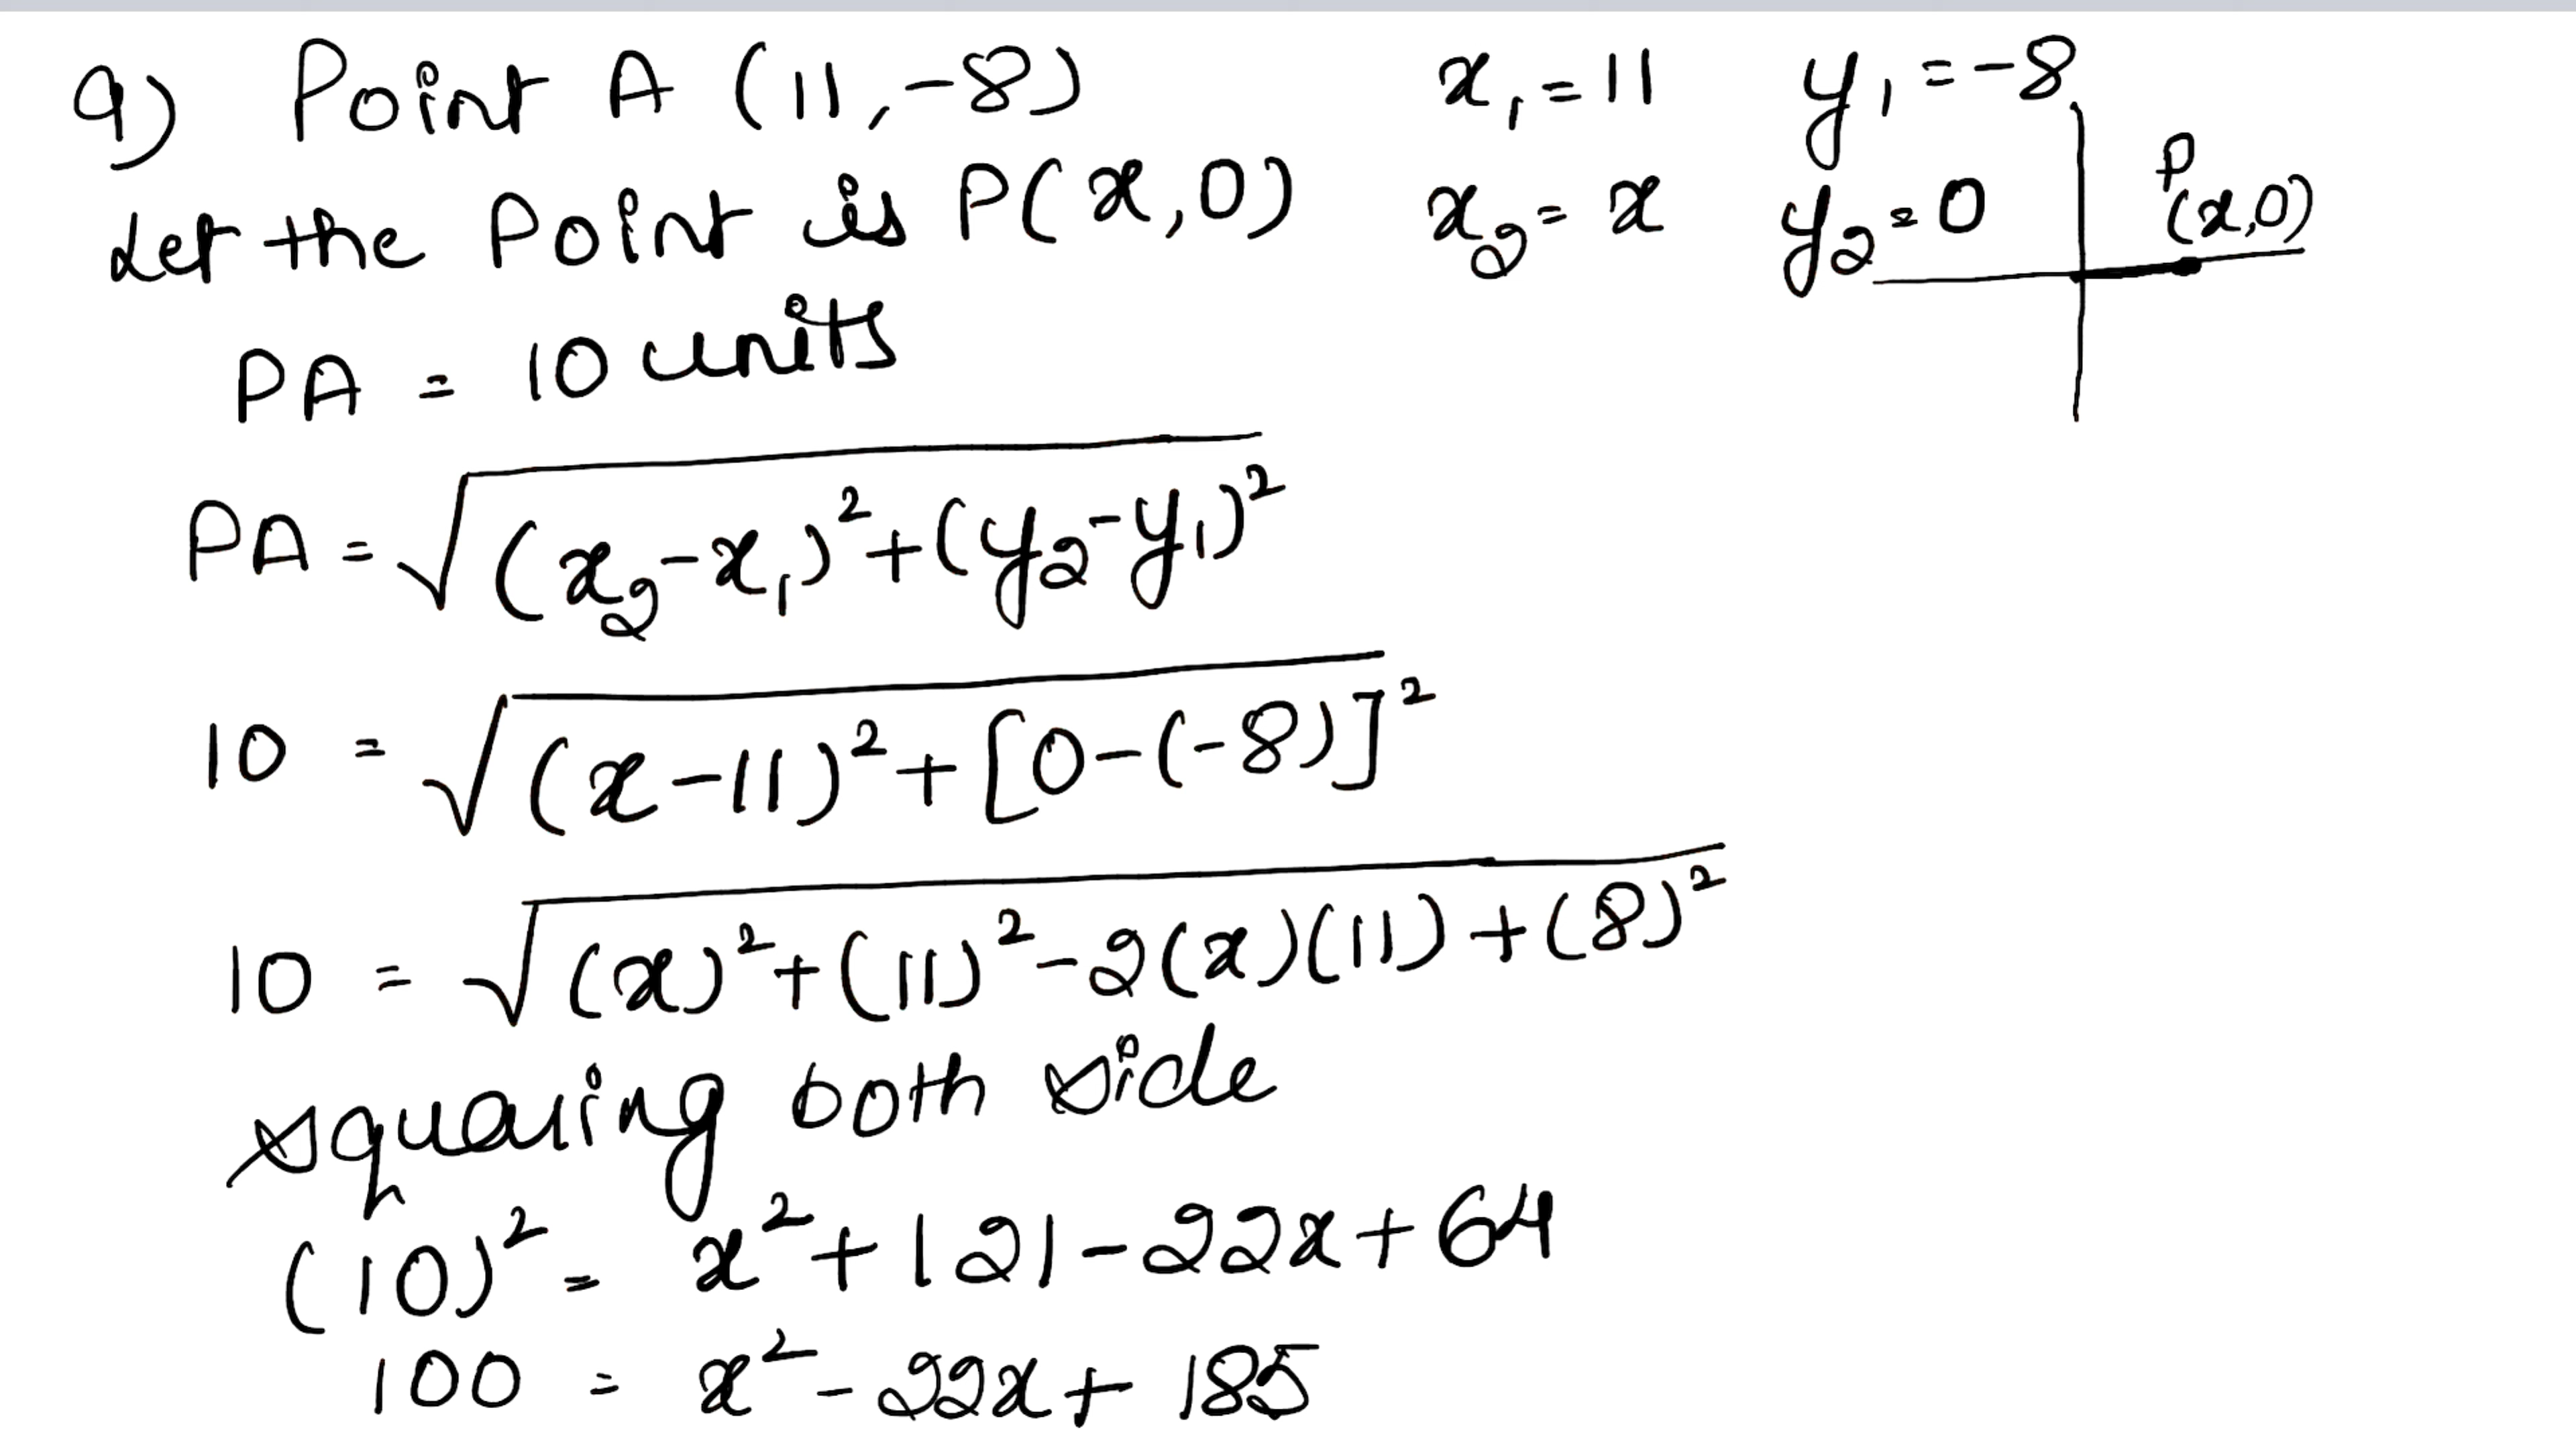 9) Point A (11,-8) x₁=11 y₁=-8
Let the Point is P(x,0) x₂=x y₂=0
P
(x,0)
PA = 10 units
PA = √(x₂-x₁)²+(y₂-y₁)²
10 = √(x-11)²+[0-(-8)]²
10 = √(x)²+(11)²-2(x)(11)+(8)²
squaring both side
(10)² = x²+121-22x+64
100 = x²-22x+185